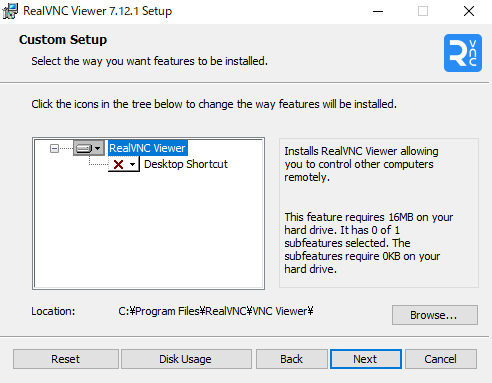 RealVNC Viewer 7.12.1 Setup
Custom Setup
Select the way you want features to be installed.
R VCC
Click the icons in the tree below to change the way features will be installed.
RealVNC Viewer
Desktop Shortcut
Installs RealVNC Viewer allowing
you to control other computers
remotely.
This feature requires 16MB on your
hard drive. It has 0 of 1
subfeatures selected. The
subfeatures require 0KB on your
hard drive.
Location:
C:¥Program Files¥RealVNC¥VNC Viewer¥
Browse...
Reset
Disk Usage
Back
Next
Cancel